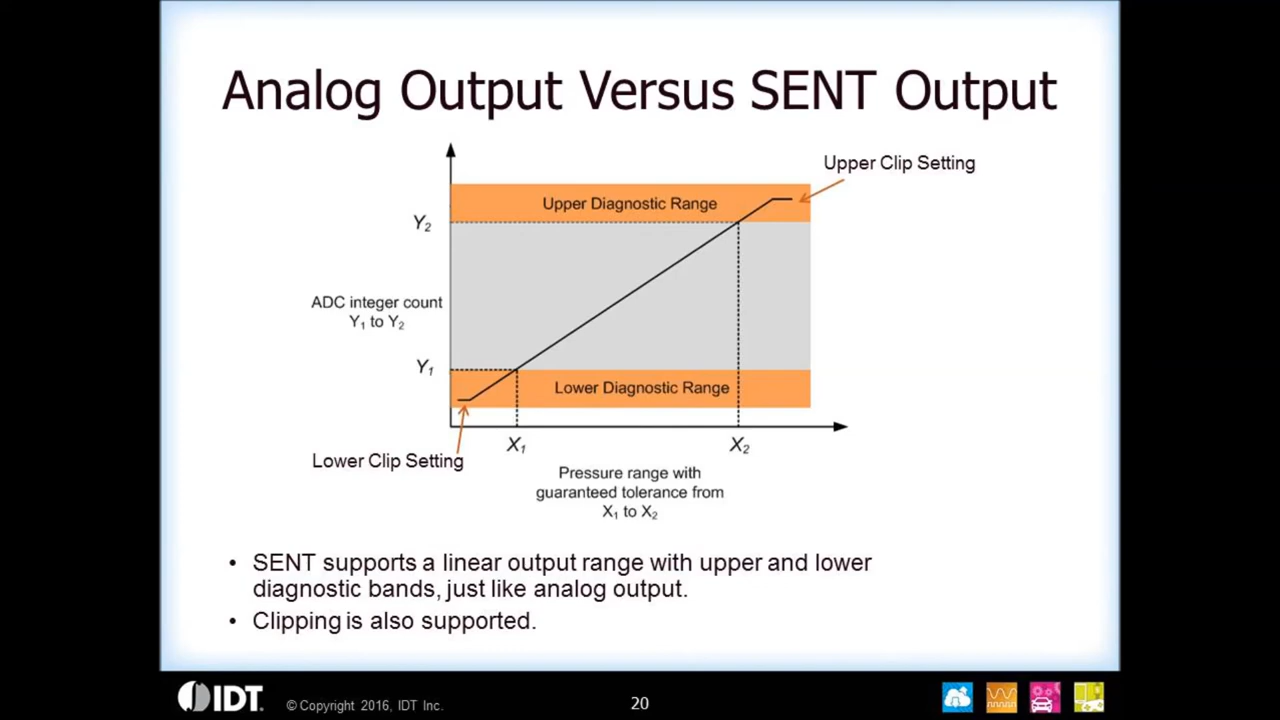 Analog Output Versus SENT Output
Upper Clip Setting
Upper Diagnostic Range
Y₂
ADC integer count
Y₁ to Y₂
Y₁
Lower Diagnostic Range
X₁
X₂
Lower Clip Setting
Pressure range with
guaranteed tolerance from
X₁ to X₂
• SENT supports a linear output range with upper and lower
diagnostic bands, just like analog output.
• Clipping is also supported.
IDT.
© Copyright 2016, IDT Inc.
20